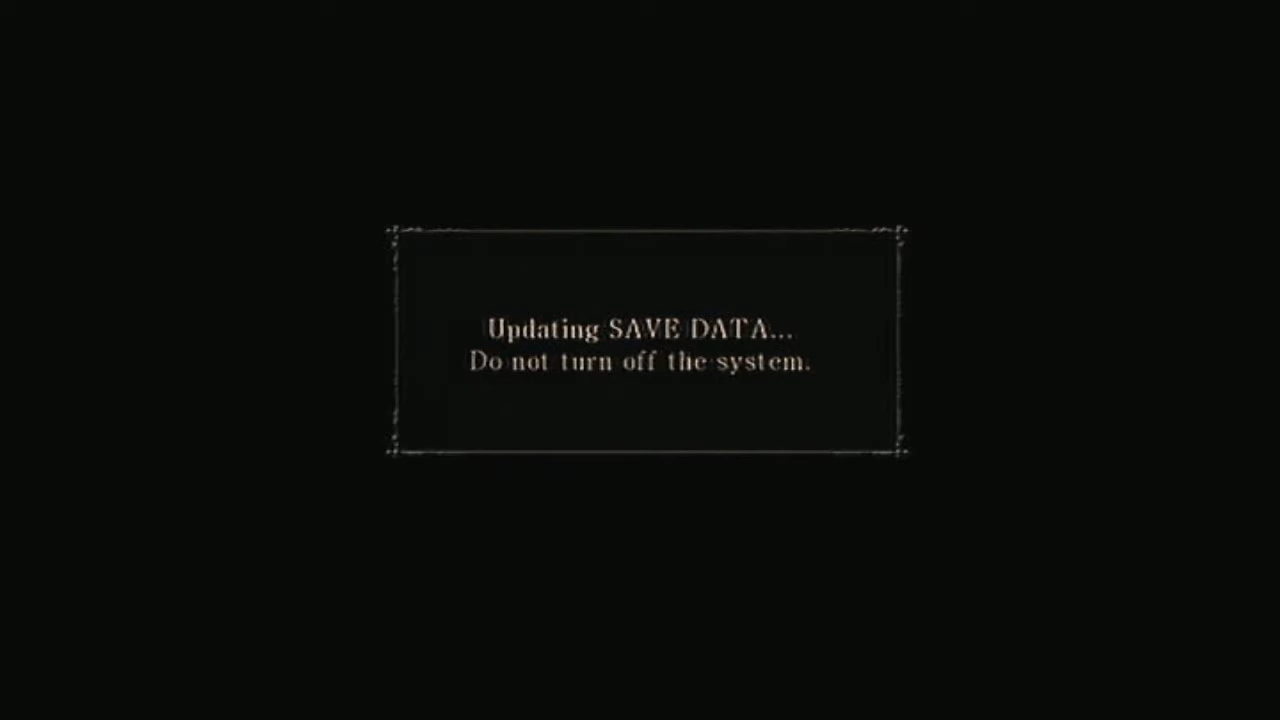 Updating SAVE DATA...
Do not turn off the system.